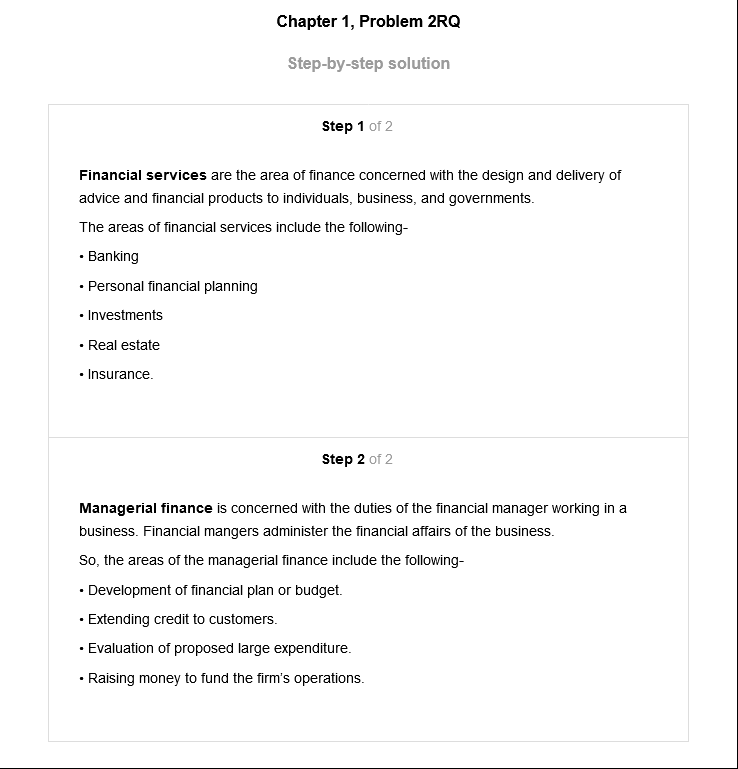 Chapter 1, Problem 2RQ
Step-by-step solution
Step 1 of 2
Financial services are the area of finance concerned with the design and delivery of
advice and financial products to individuals, business, and governments.
The areas of financial services include the following-
• Banking
• Personal financial planning
• Investments
• Real estate
• Insurance.
Step 2 of 2
Managerial finance is concerned with the duties of the financial manager working in a
business. Financial mangers administer the financial affairs of the business.
So, the areas of the managerial finance include the following-
• Development of financial plan or budget.
• Extending credit to customers.
• Evaluation of proposed large expenditure.
• Raising money to fund the firm's operations.